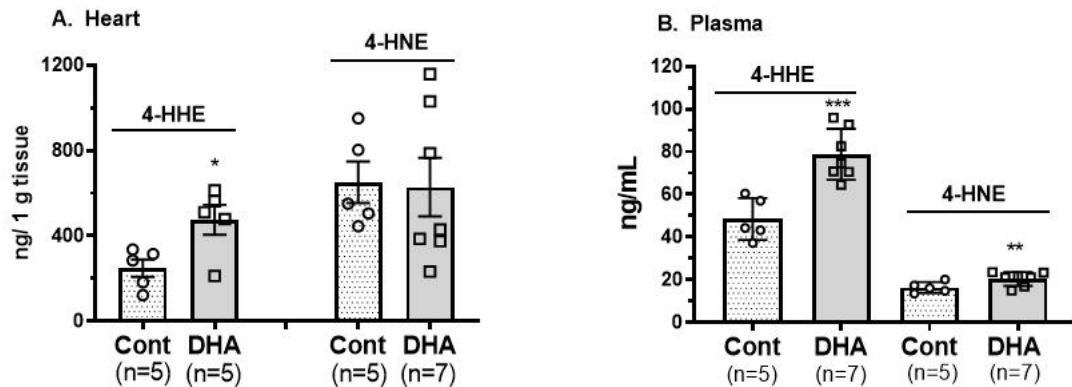 A. Heart
4-HNE
1200
4-HHE
800
*
400
0
ng/ 1 g tissue
Cont DHA Cont DHA
(n=5) (n=5) (n=5) (n=7)
B. Plasma
120
4-HHE
100
***
80
60
4-HNE
40
**
20
0
ng/mL
Cont DHA Cont DHA
(n=5) (n=7) (n=5) (n=7)